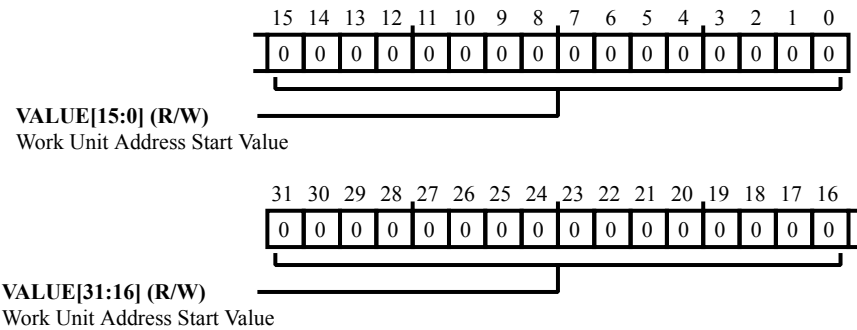 15 14 13 12 11 10 9 8 7 6 5 4 3 2 1 0
0 0 0 0 0 0 0 0 0 0 0 0 0 0 0 0
VALUE[15:0] (R/W)
Work Unit Address Start Value
31 30 29 28 27 26 25 24 23 22 21 20 19 18 17 16
0 0 0 0 0 0 0 0 0 0 0 0 0 0 0 0
VALUE[31:16] (R/W)
Work Unit Address Start Value